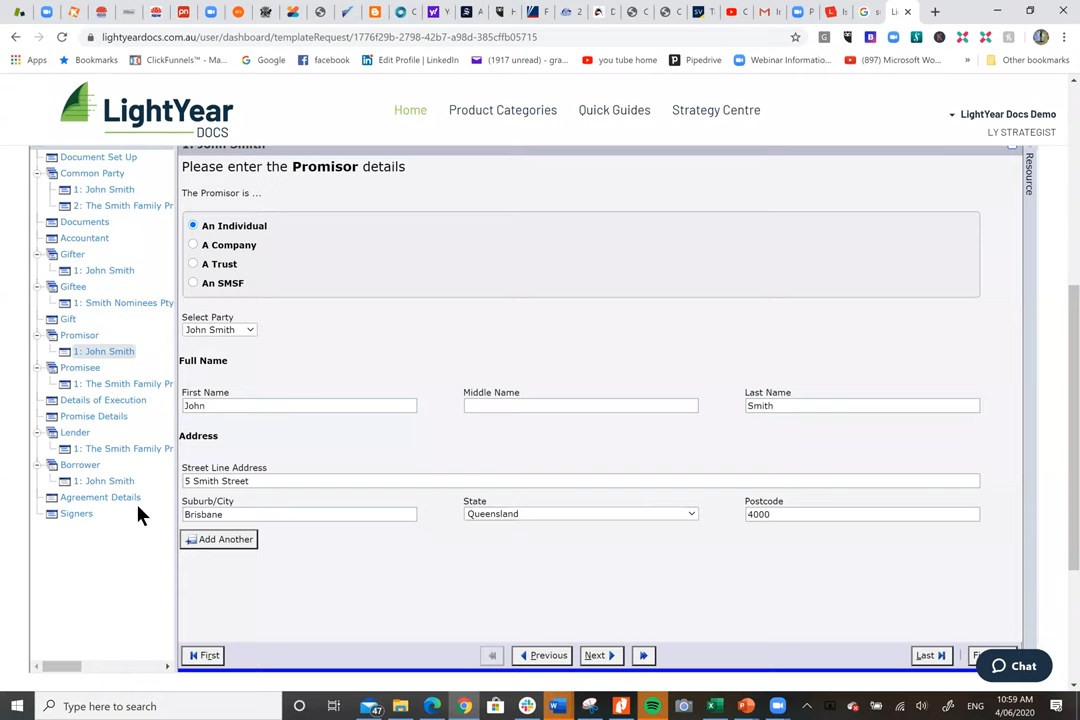 lightyeardocs.com.au/user/dashboard/templateRequest/1776f29b-2798-42b7-a98d-385cffb05715
Apps
Bookmarks
ClickFunnels™ - Ma...
Google
facebook
Edit Profile | LinkedIn
(1917 unread) - gra...
you tube home
Pipedrive
Webinar Informatio...
(897) Microsoft Wo...
»
Other bookmarks
LightYear
DOCS
Home
Product Categories
Quick Guides
Strategy Centre
LightYear Docs Demo
LY STRATEGIST
Document Set Up
Common Party
1: John Smith
2: The Smith Family Pr
Documents
Accountant
Gifter
1: John Smith
Giftee
1: Smith Nominees Pty
Gift
Promisor
1: John Smith
Promisee
1: The Smith Family Pr
Details of Execution
Promise Details
Lender
1: The Smith Family Pr
Borrower
1: John Smith
Agreement Details
Signers
1: John Smith
Please enter the Promisor details
The Promisor is ...
An Individual
A Company
A Trust
An SMSF
Select Party
John Smith
Full Name
First Name
Middle Name
Last Name
John
Smith
Address
Street Line Address
5 Smith Street
Suburb/City
State
Postcode
Brisbane
Queensland
4000
Add Another
First
Previous
Next
Last
Chat
Resource
Type here to search
47
ENG
10:59 AM
4/06/2020